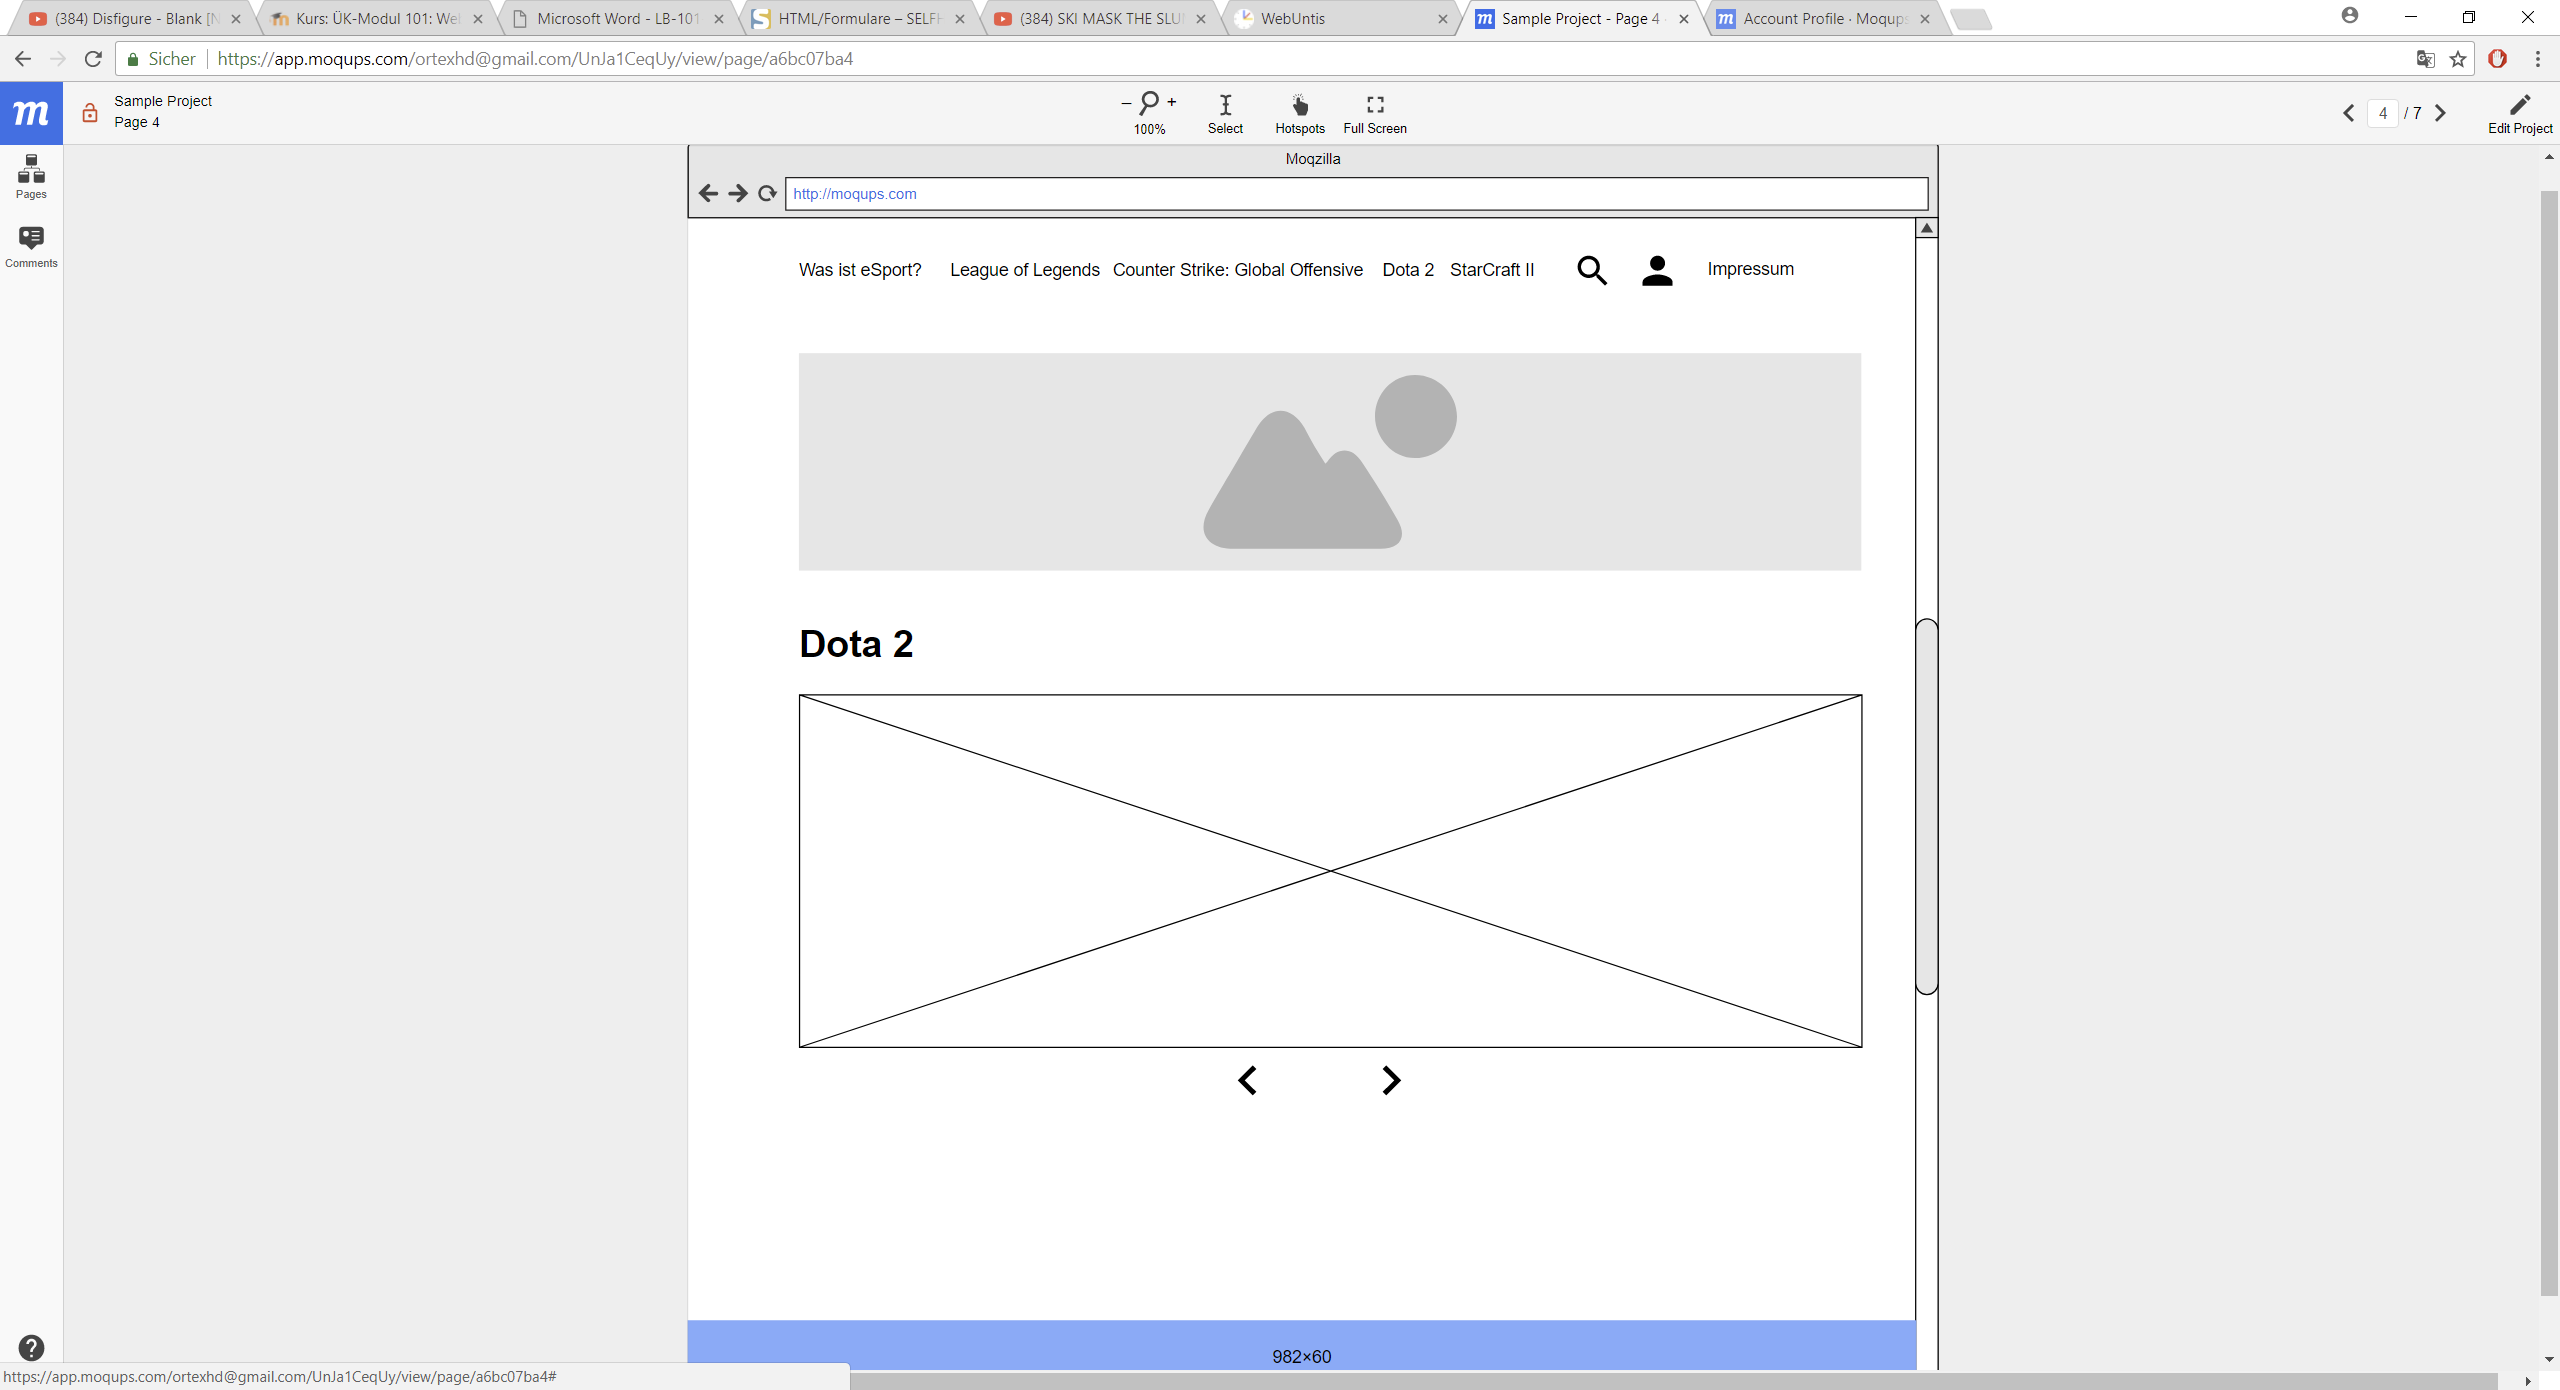 (384) Disfigure - Blank [N
Kurs: ÜK-Modul 101: We
Microsoft Word - LB-101
HTML/Formulare – SELFH
(384) SKI MASK THE SLU
WebUntis
Sample Project - Page 4
Account Profile · Moqups
Sicher
https://app.moqups.com/ortexhd@gmail.com/UnJa1CeqUy/view/page/a6bc07ba4
m
Sample Project
Page 4
– +
100%
Select
Hotspots
Full Screen
4 / 7
Edit Project
Pages
Comments
Moqzilla
http://moqups.com
Was ist eSport? League of Legends Counter Strike: Global Offensive Dota 2 StarCraft II Impressum
Dota 2
982×60
https://app.moqups.com/ortexhd@gmail.com/UnJa1CeqUy/view/page/a6bc07ba4#